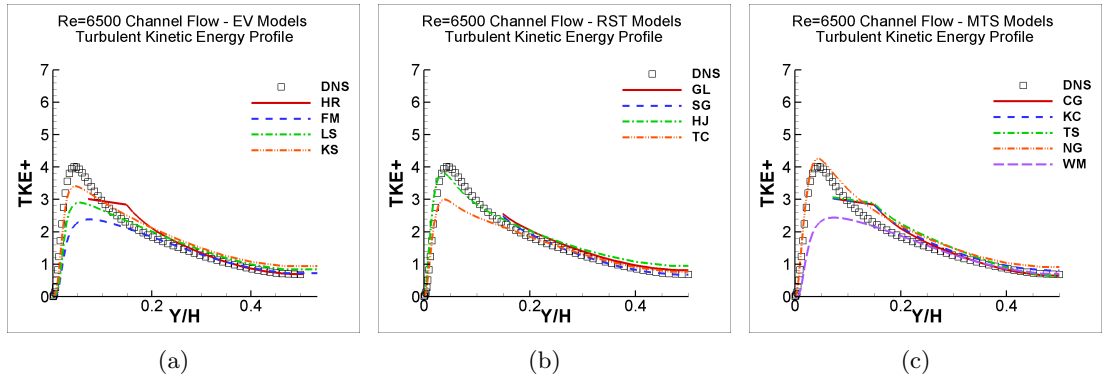 Re=6500 Channel Flow - EV Models
Turbulent Kinetic Energy Profile
7
6
5
4
3
2
1
0
TKE+
DNS
HR
FM
LS
KS
0
0.2
0.4
Y/H
(a)
Re=6500 Channel Flow - RST Models
Turbulent Kinetic Energy Profile
7
6
5
4
3
2
1
0
TKE+
DNS
GL
SG
HJ
TC
0
0.2
0.4
Y/H
(b)
Re=6500 Channel Flow - MTS Models
Turbulent Kinetic Energy Profile
7
6
5
4
3
2
1
0
TKE+
DNS
CG
KC
TS
NG
WM
0
0.2
0.4
Y/H
(c)